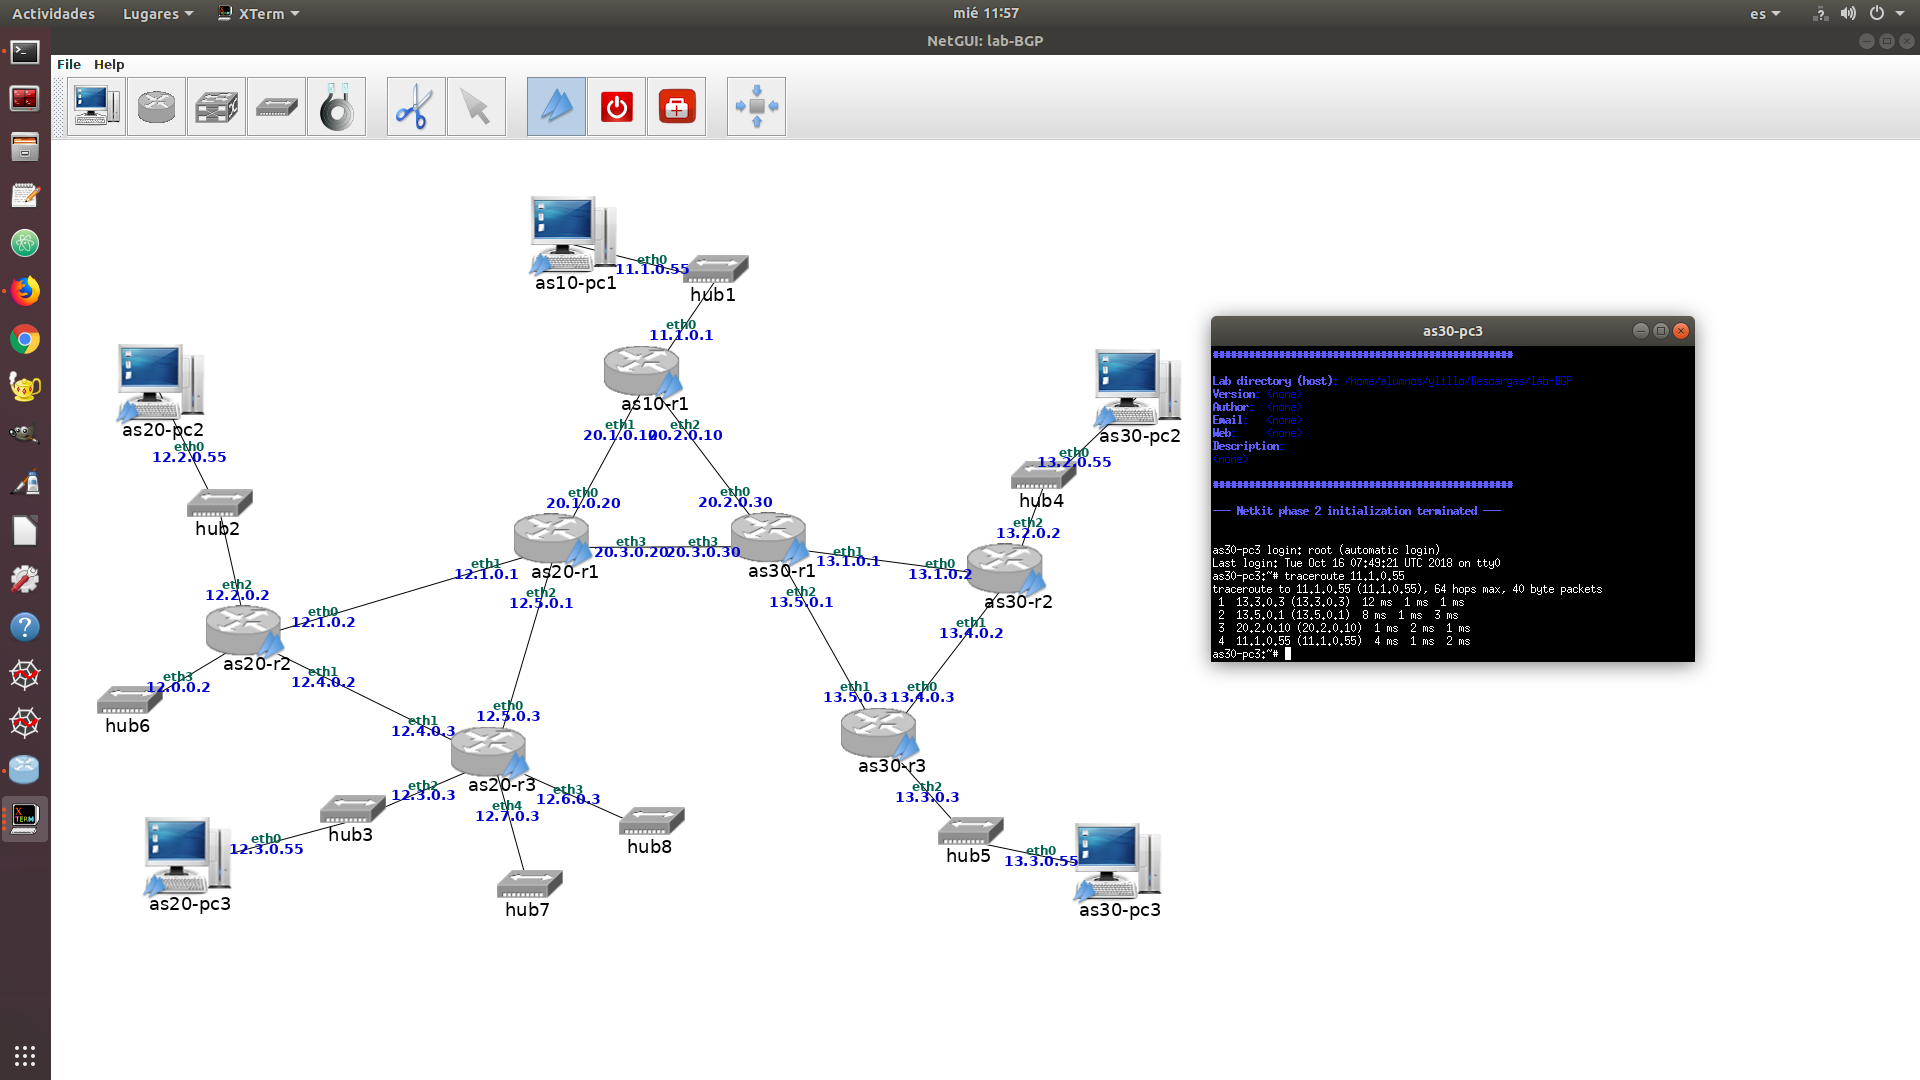 Actividades Lugares XTerm mié 11:57 es
NetGUI: lab-BGP
File Help
as10-pc1
eth0
11.1.0.55
hub1
eth0
11.1.0.1
as10-r1
eth1
20.1.0.10
eth2
20.2.0.10
as20-pc2
eth0
12.2.0.55
hub2
eth2
12.2.0.2
as30-pc2
eth0
13.2.0.55
hub4
eth2
13.2.0.2
eth0
20.1.0.20
eth0
20.2.0.30
as20-r1
eth3
20.3.0.20
eth3
20.3.0.30
as30-r1
eth1
12.1.0.1
eth2
12.5.0.1
eth1
13.1.0.1
eth0
13.1.0.2
eth2
13.5.0.1
as30-r2
eth1
13.4.0.2
eth0
12.1.0.2
as20-r2
eth3
12.0.0.2
hub6
eth1
12.4.0.2
eth0
12.5.0.3
eth1
12.4.0.3
as20-r3
eth1
13.5.0.3
eth0
13.4.0.3
as30-r3
eth2
13.3.0.3
eth2
12.3.0.3
eth4
12.7.0.3
eth3
12.6.0.3
hub3
eth0
12.3.0.55
as20-pc3
hub8
hub7
hub5
eth0
13.3.0.55
as30-pc3
as30-pc3
##################################################
Lab directory (host): /home/alumnos/ylillo/Descargas/lab-BGP
Version: <none>
Author: <none>
Email: <none>
Web: <none>
Description:
<none>
##################################################
--- Netkit phase 2 initialization terminated ---
as30-pc3 login: root (automatic login)
Last login: Tue Oct 16 07:49:21 UTC 2018 on tty0
as30-pc3:~# traceroute 11.1.0.55
traceroute to 11.1.0.55 (11.1.0.55), 64 hops max, 40 byte packets
1 13.3.0.3 (13.3.0.3) 12 ms 1 ms 1 ms
2 13.5.0.1 (13.5.0.1) 8 ms 1 ms 3 ms
3 20.2.0.10 (20.2.0.10) 1 ms 2 ms 1 ms
4 11.1.0.55 (11.1.0.55) 4 ms 1 ms 2 ms
as30-pc3:~#
X
TERM